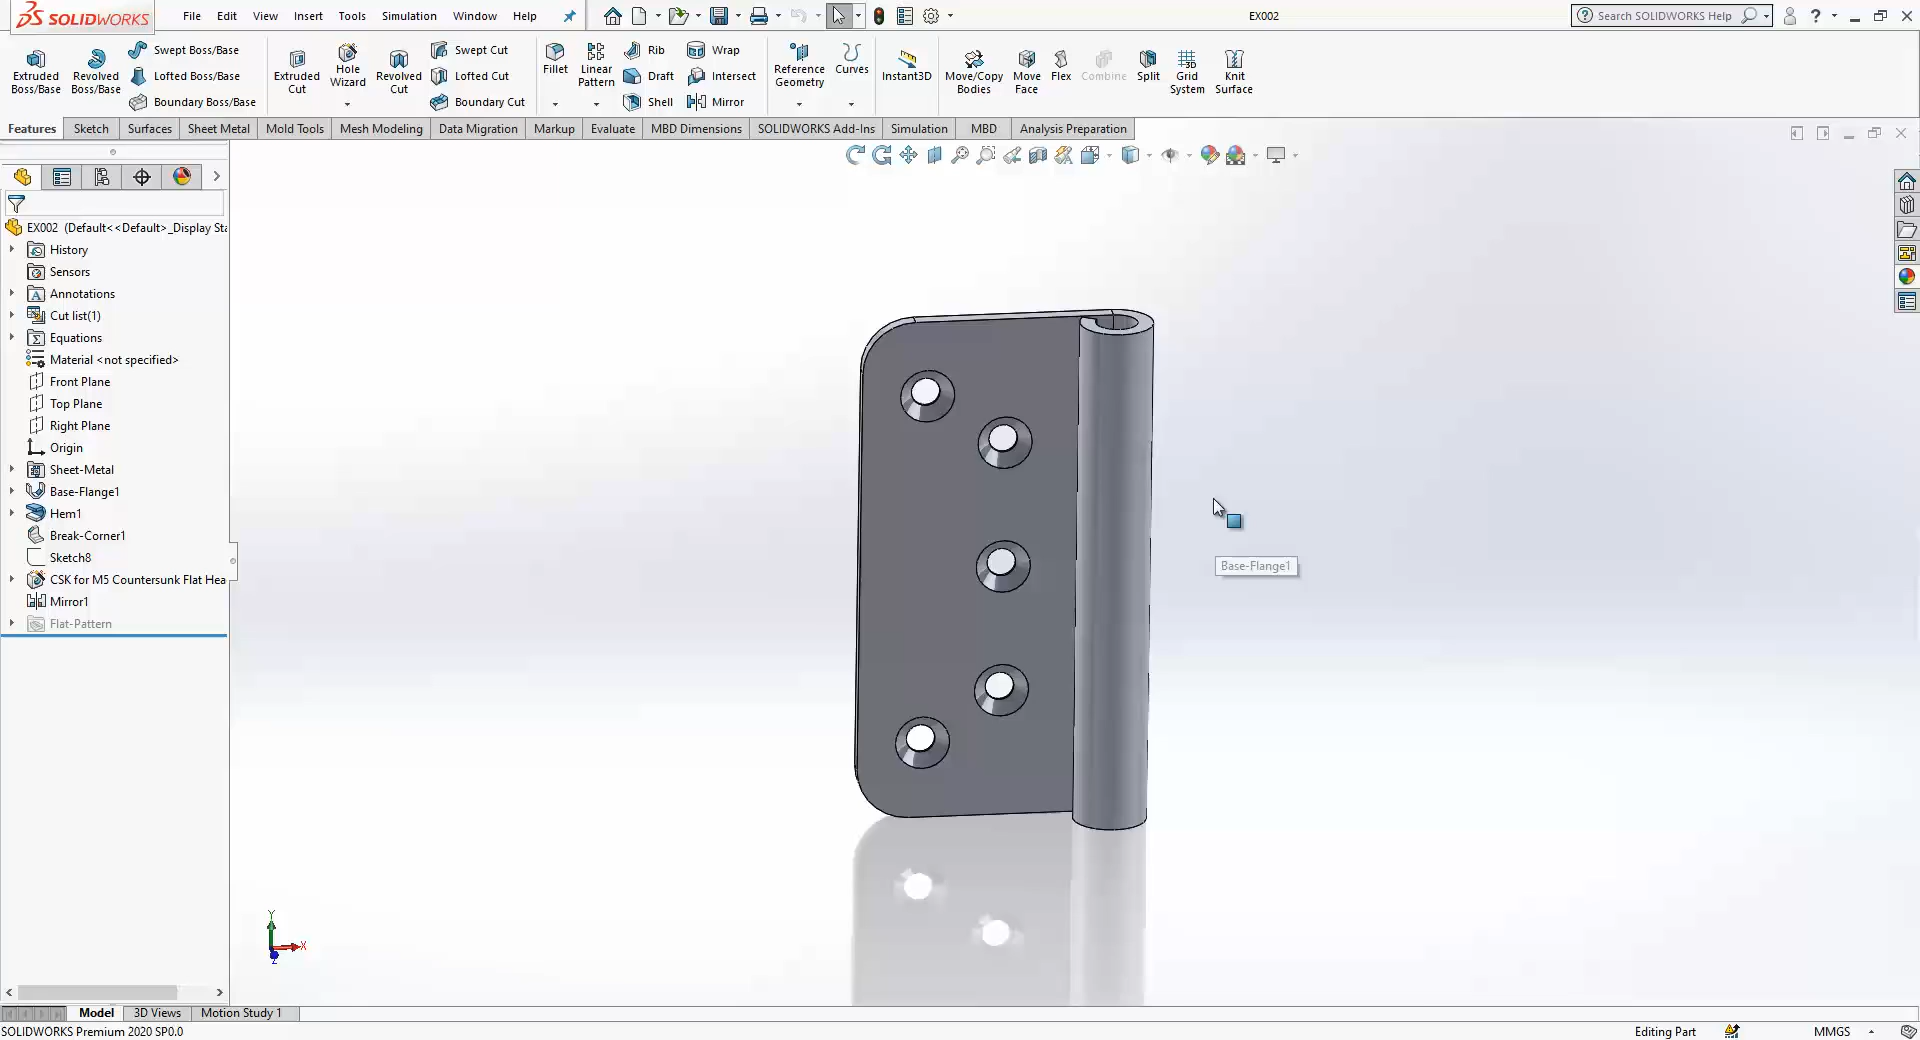 SOLIDWORKS File Edit View Insert Tools Simulation Window Help EX002 Search SOLIDWORKS Help
Extruded Boss/Base
Revolved Boss/Base
Swept Boss/Base
Lofted Boss/Base
Boundary Boss/Base
Extruded Cut
Hole Wizard
Revolved Cut
Swept Cut
Lofted Cut
Boundary Cut
Fillet
Linear Pattern
Rib
Draft
Shell
Wrap
Intersect
Mirror
Reference Geometry
Curves
Instant3D
Move/Copy Bodies
Move Face
Flex
Combine
Split
Grid System
Knit Surface
Features Sketch Surfaces Sheet Metal Mold Tools Mesh Modeling Data Migration Markup Evaluate MBD Dimensions SOLIDWORKS Add-Ins Simulation MBD Analysis Preparation
EX002 (Default<<Default>_Display Sta
History
Sensors
Annotations
Cut list(1)
Equations
Material <not specified>
Front Plane
Top Plane
Right Plane
Origin
Sheet-Metal
Base-Flange1
Hem1
Break-Corner1
Sketch8
CSK for M5 Countersunk Flat Hea
Mirror1
Flat-Pattern
Base-Flange1
Y
X
Z
Model 3D Views Motion Study 1
SOLIDWORKS Premium 2020 SP0.0 Editing Part MMGS